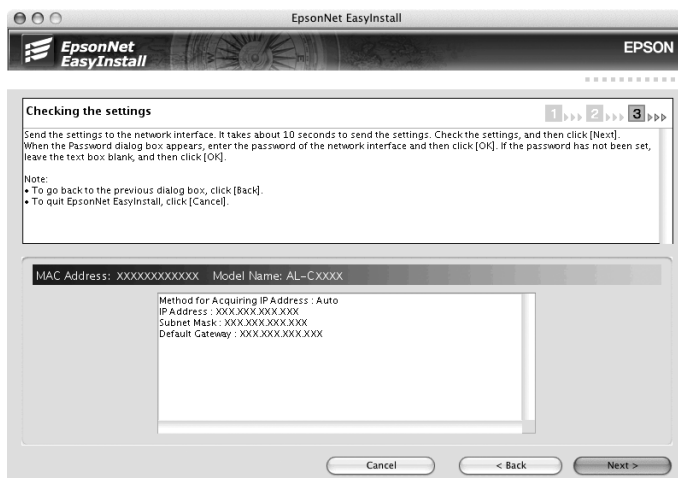 EpsonNet EasyInstall
EpsonNet
EasyInstall
EPSON
Checking the settings
1 2 3
Send the settings to the network interface. It takes about 10 seconds to send the settings. Check the settings, and then click [Next].
When the Password dialog box appears, enter the password of the network interface and then click [OK]. If the password has not been set,
leave the text box blank, and then click [OK].
Note:
• To go back to the previous dialog box, click [Back].
• To quit EpsonNet EasyInstall, click [Cancel].
MAC Address: XXXXXXXXXXXX Model Name: AL-CXXXX
Method for Acquiring IP Address : Auto
IP Address : XXX.XXX.XXX.XXX
Subnet Mask : XXX.XXX.XXX.XXX
Default Gateway : XXX.XXX.XXX.XXX
Cancel < Back Next >